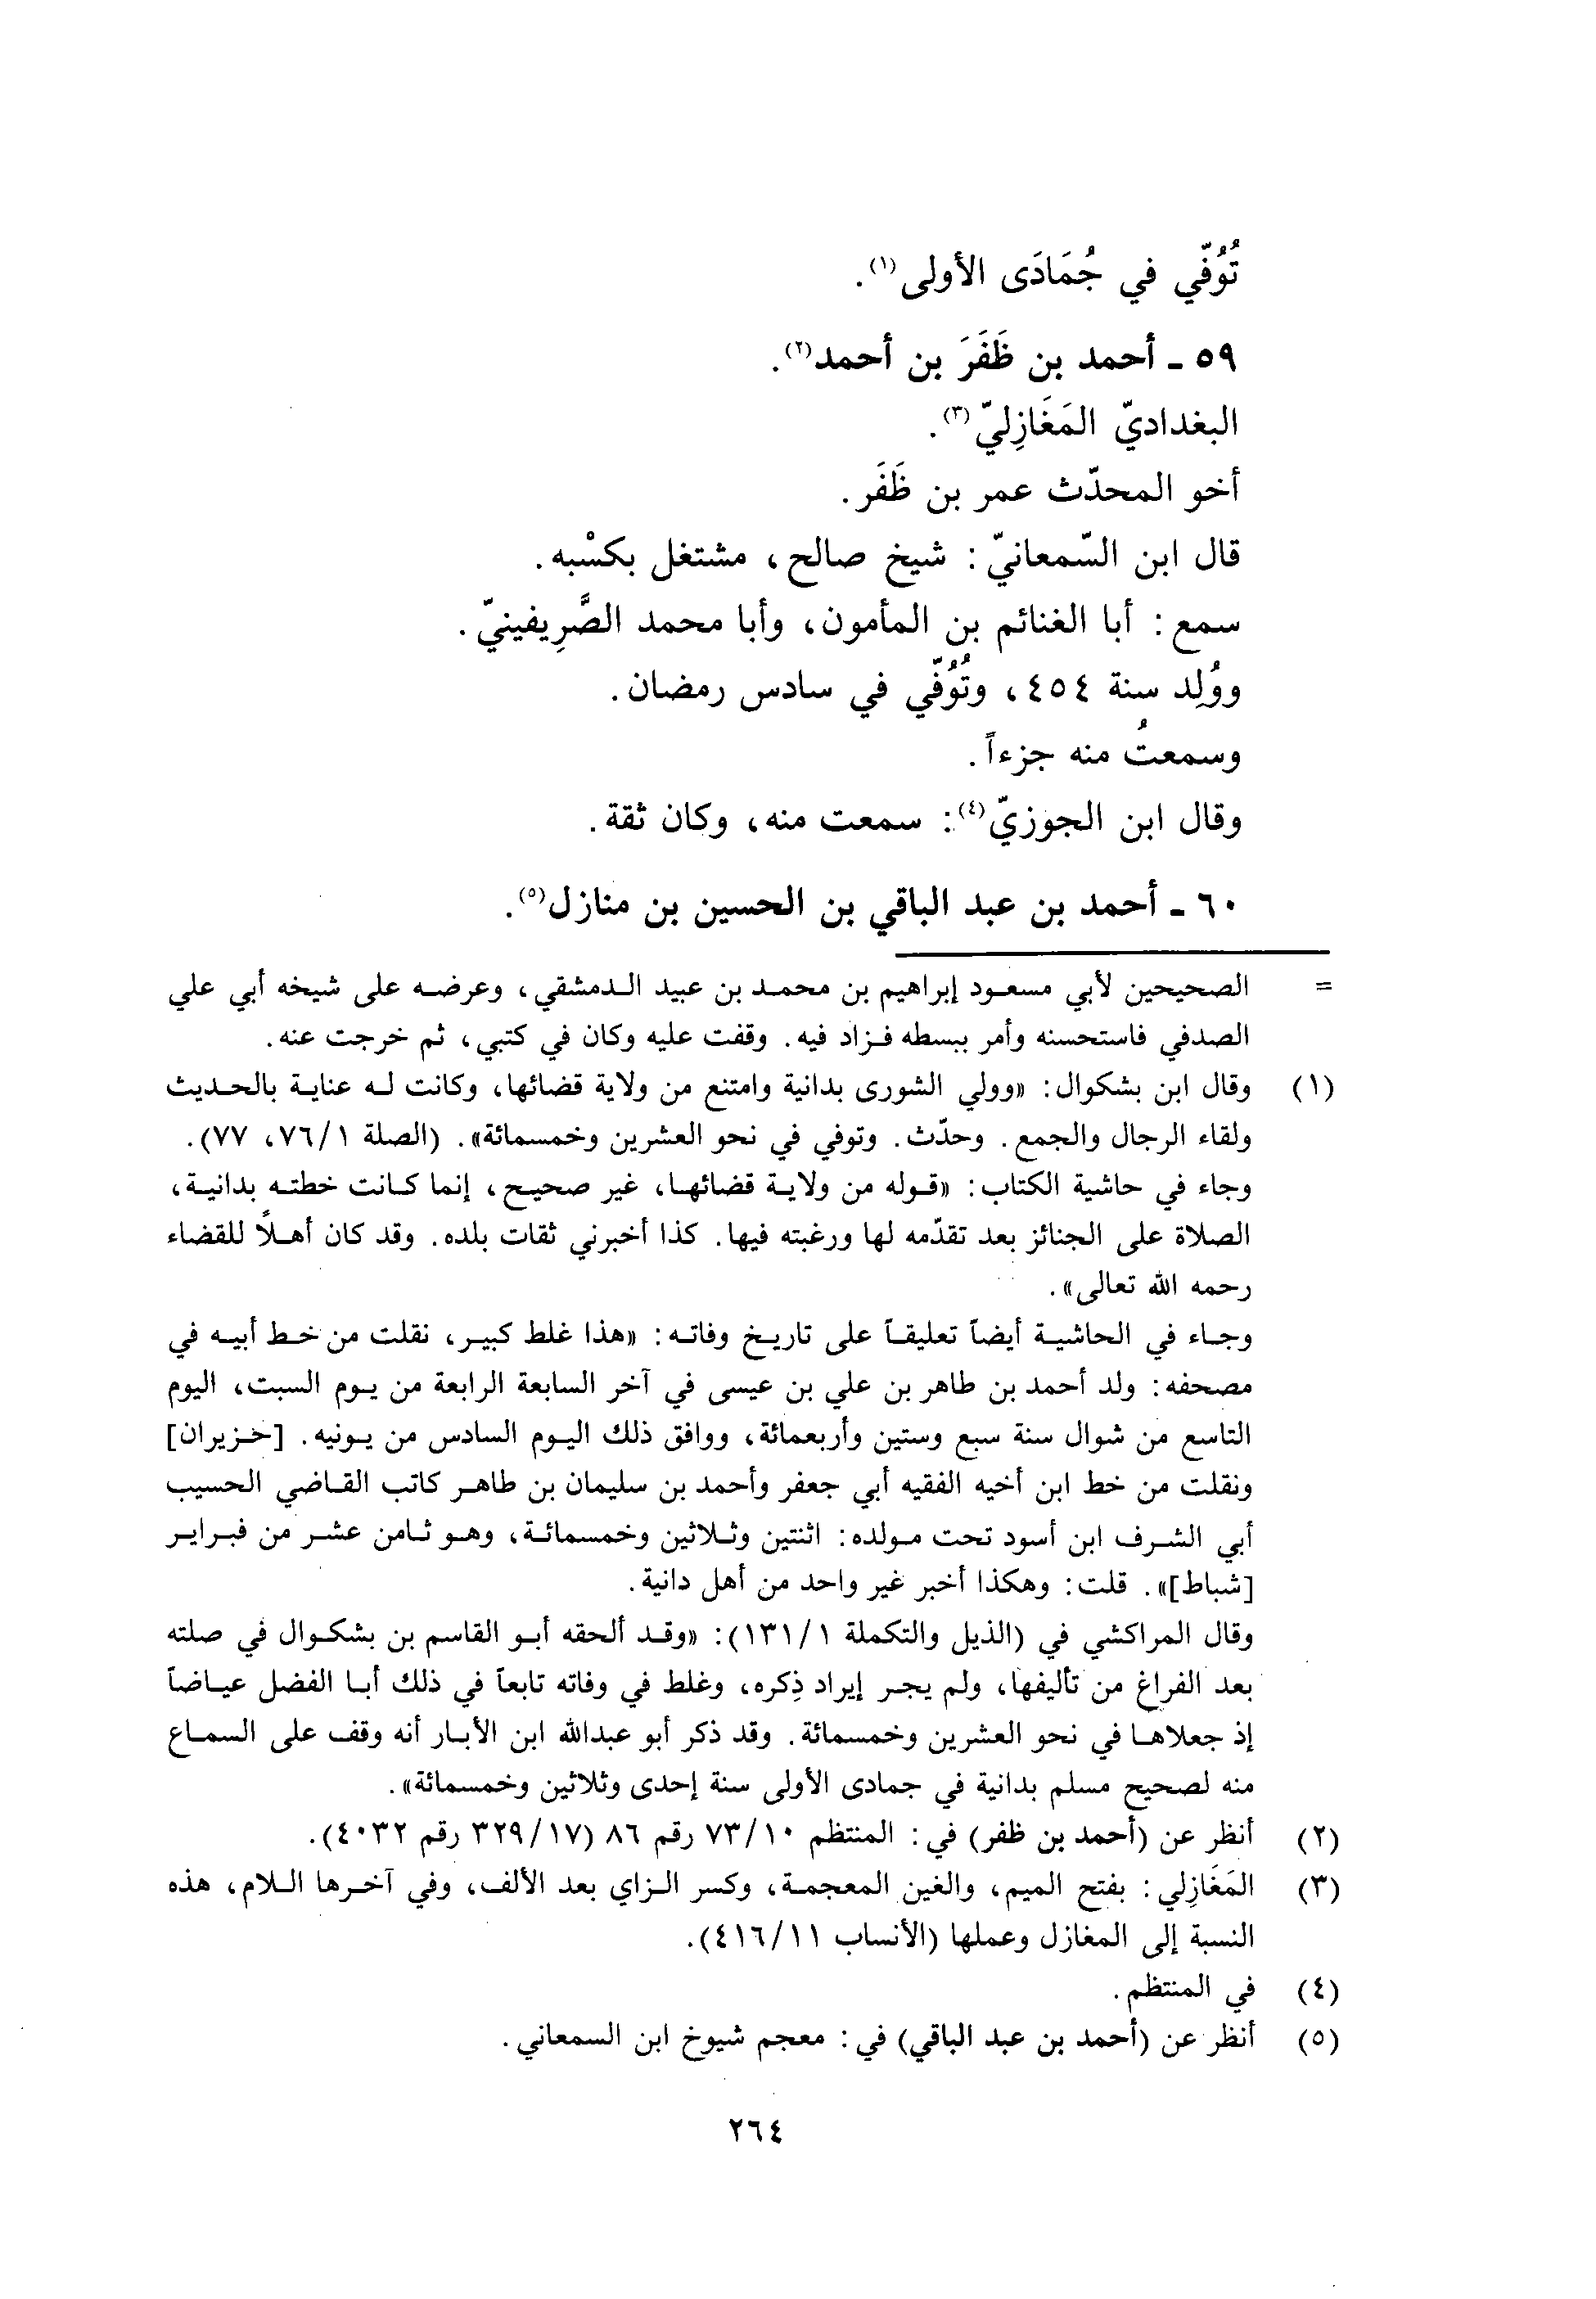 تُوُفّي في جُمَادَى الأولى(١).
٥٩ ـ أحمد بن ظَفَرَ بن أحمد(٢).
البغداديّ المَغَازِليّ(٣).
أخو المحدّث عمر بن ظَفَر.
قال ابن السّمعانيّ: شيخ صالح، مشتغل بكسْبه.
سمع: أبا الغنائم بن المأمون، وأبا محمد الصَّرِيفينيّ.
ووُلِد سنة ٤٥٤، وتُوُفّي في سادس رمضان.
وسمعتُ منه جزءاً.
وقال ابن الجوزيّ(٤): سمعت منه، وكان ثقة.
٦٠ ـ أحمد بن عبد الباقي بن الحسين بن منازل(٥).
= الصحيحين لأبي مسعود إبراهيم بن محمد بن عبيد الدمشقي، وعرضه على شيخه أبي علي
الصدفي فاستحسنه وأمر ببسطه فزاد فيه. وقفت عليه وكان في كتبي، ثم خرجت عنه.
(١) وقال ابن بشكوال: «وولي الشورى بدانية وامتنع من ولاية قضائها، وكانت له عناية بالحديث
ولقاء الرجال والجمع. وحدّث. وتوفي في نحو العشرين وخمسمائة». (الصلة ٧٦/١، ٧٧).
وجاء في حاشية الكتاب: «قوله من ولاية قضائها، غير صحيح، إنما كانت خطته بدانية،
الصلاة على الجنائز بعد تقدّمه لها ورغبته فيها. كذا أخبرني ثقات بلده. وقد كان أهلاً للقضاء
رحمه الله تعالى».
وجاء في الحاشية أيضاً تعليقاً على تاريخ وفاته: «هذا غلط كبير، نقلت من خط أبيه في
مصحفه: ولد أحمد بن طاهر بن علي بن عيسى في آخر السابعة الرابعة من يوم السبت، اليوم
التاسع من شوال سنة سبع وستين وأربعمائة، ووافق ذلك اليوم السادس من يونيه. [حزيران]
ونقلت من خط ابن أخيه الفقيه أبي جعفر وأحمد بن سليمان بن طاهر كاتب القاضي الحسيب
أبي الشرف ابن أسود تحت مولده: اثنتين وثلاثين وخمسمائة، وهو ثامن عشر من فبراير
[شباط]». قلت: وهكذا أخبر غير واحد من أهل دانية.
وقال المراكشي في (الذيل والتكملة ١٣١/١): «وقد ألحقه أبو القاسم بن بشكوال في صلته
بعد الفراغ من تأليفها، ولم يجر إيراد ذِكره، وغلط في وفاته تابعاً في ذلك أبا الفضل عياضاً
إذ جعلاها في نحو العشرين وخمسمائة. وقد ذكر أبو عبدالله ابن الأبار أنه وقف على السماع
منه لصحيح مسلم بدانية في جمادى الأولى سنة إحدى وثلاثين وخمسمائة».
(٢) أنظر عن (أحمد بن ظفر) في: المنتظم ٧٣/١٠ رقم ٨٦ (٣٢٩/١٧ رقم ٤٠٣٢).
(٣) المَغَازِلي: بفتح الميم، والغين المعجمة، وكسر الزاي بعد الألف، وفي آخرها اللام، هذه
النسبة إلى المغازل وعملها (الأنساب ٤١٦/١١).
(٤) في المنتظم.
(٥) أنظر عن (أحمد بن عبد الباقي) في: معجم شيوخ ابن السمعاني.
٢٦٤